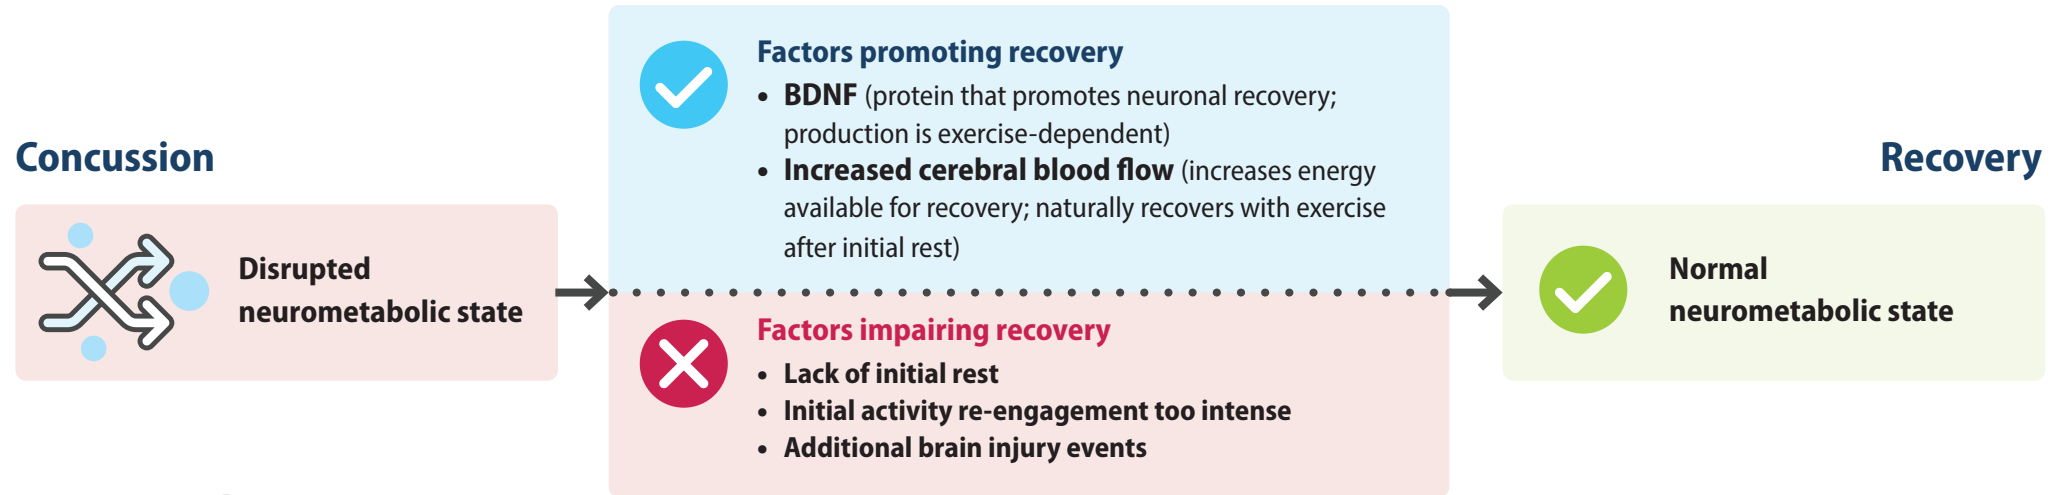 Concussion
Disrupted
neurometabolic state
Factors promoting recovery
• BDNF (protein that promotes neuronal recovery;
production is exercise-dependent)
• Increased cerebral blood flow (increases energy
available for recovery; naturally recovers with exercise
after initial rest)
Factors impairing recovery
• Lack of initial rest
• Initial activity re-engagement too intense
• Additional brain injury events
Recovery
Normal
neurometabolic state